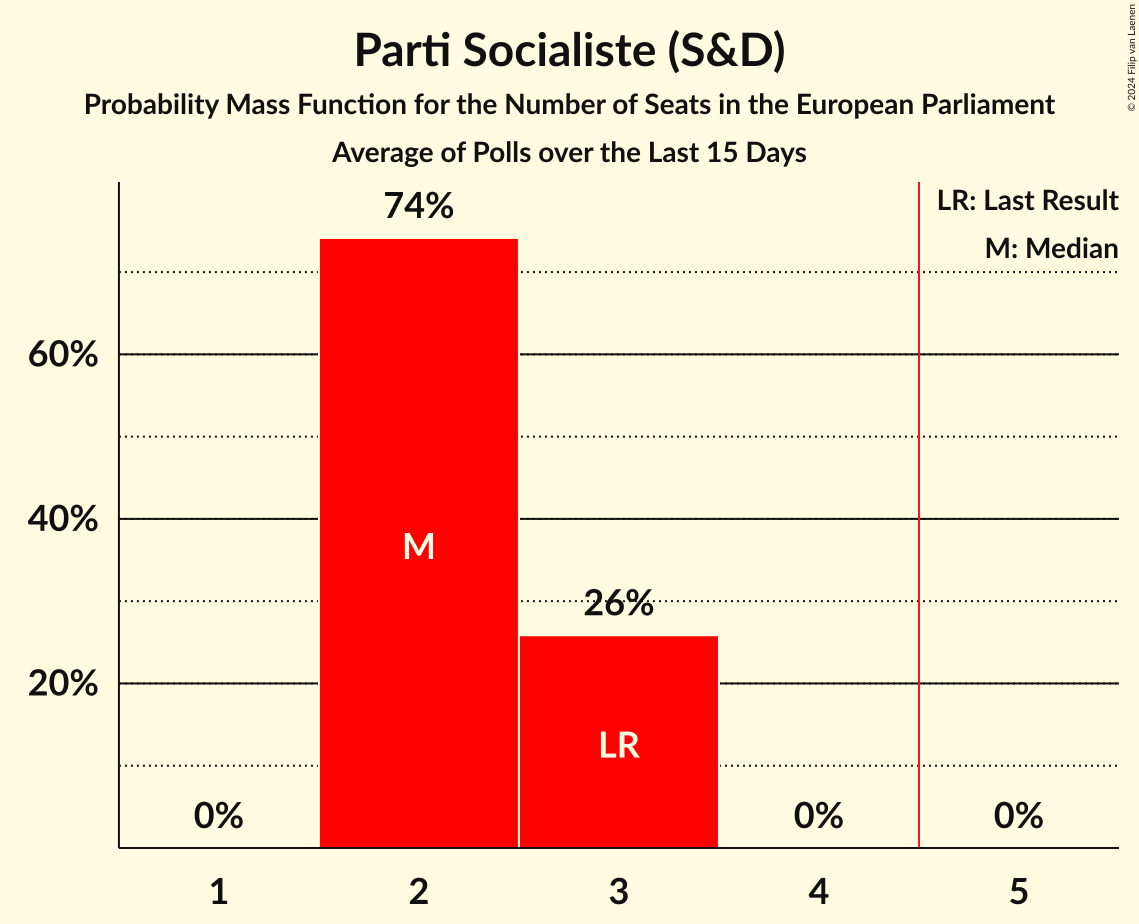 Parti Socialiste (S&D)
Probability Mass Function for the Number of Seats in the European Parliament
Average of Polls over the Last 15 Days
© 2024 Filip van Laenen
LR: Last Result
M: Median
74%
60%
40%
M
26%
20%
LR
0%
0%
0%
1
2
3
4
5